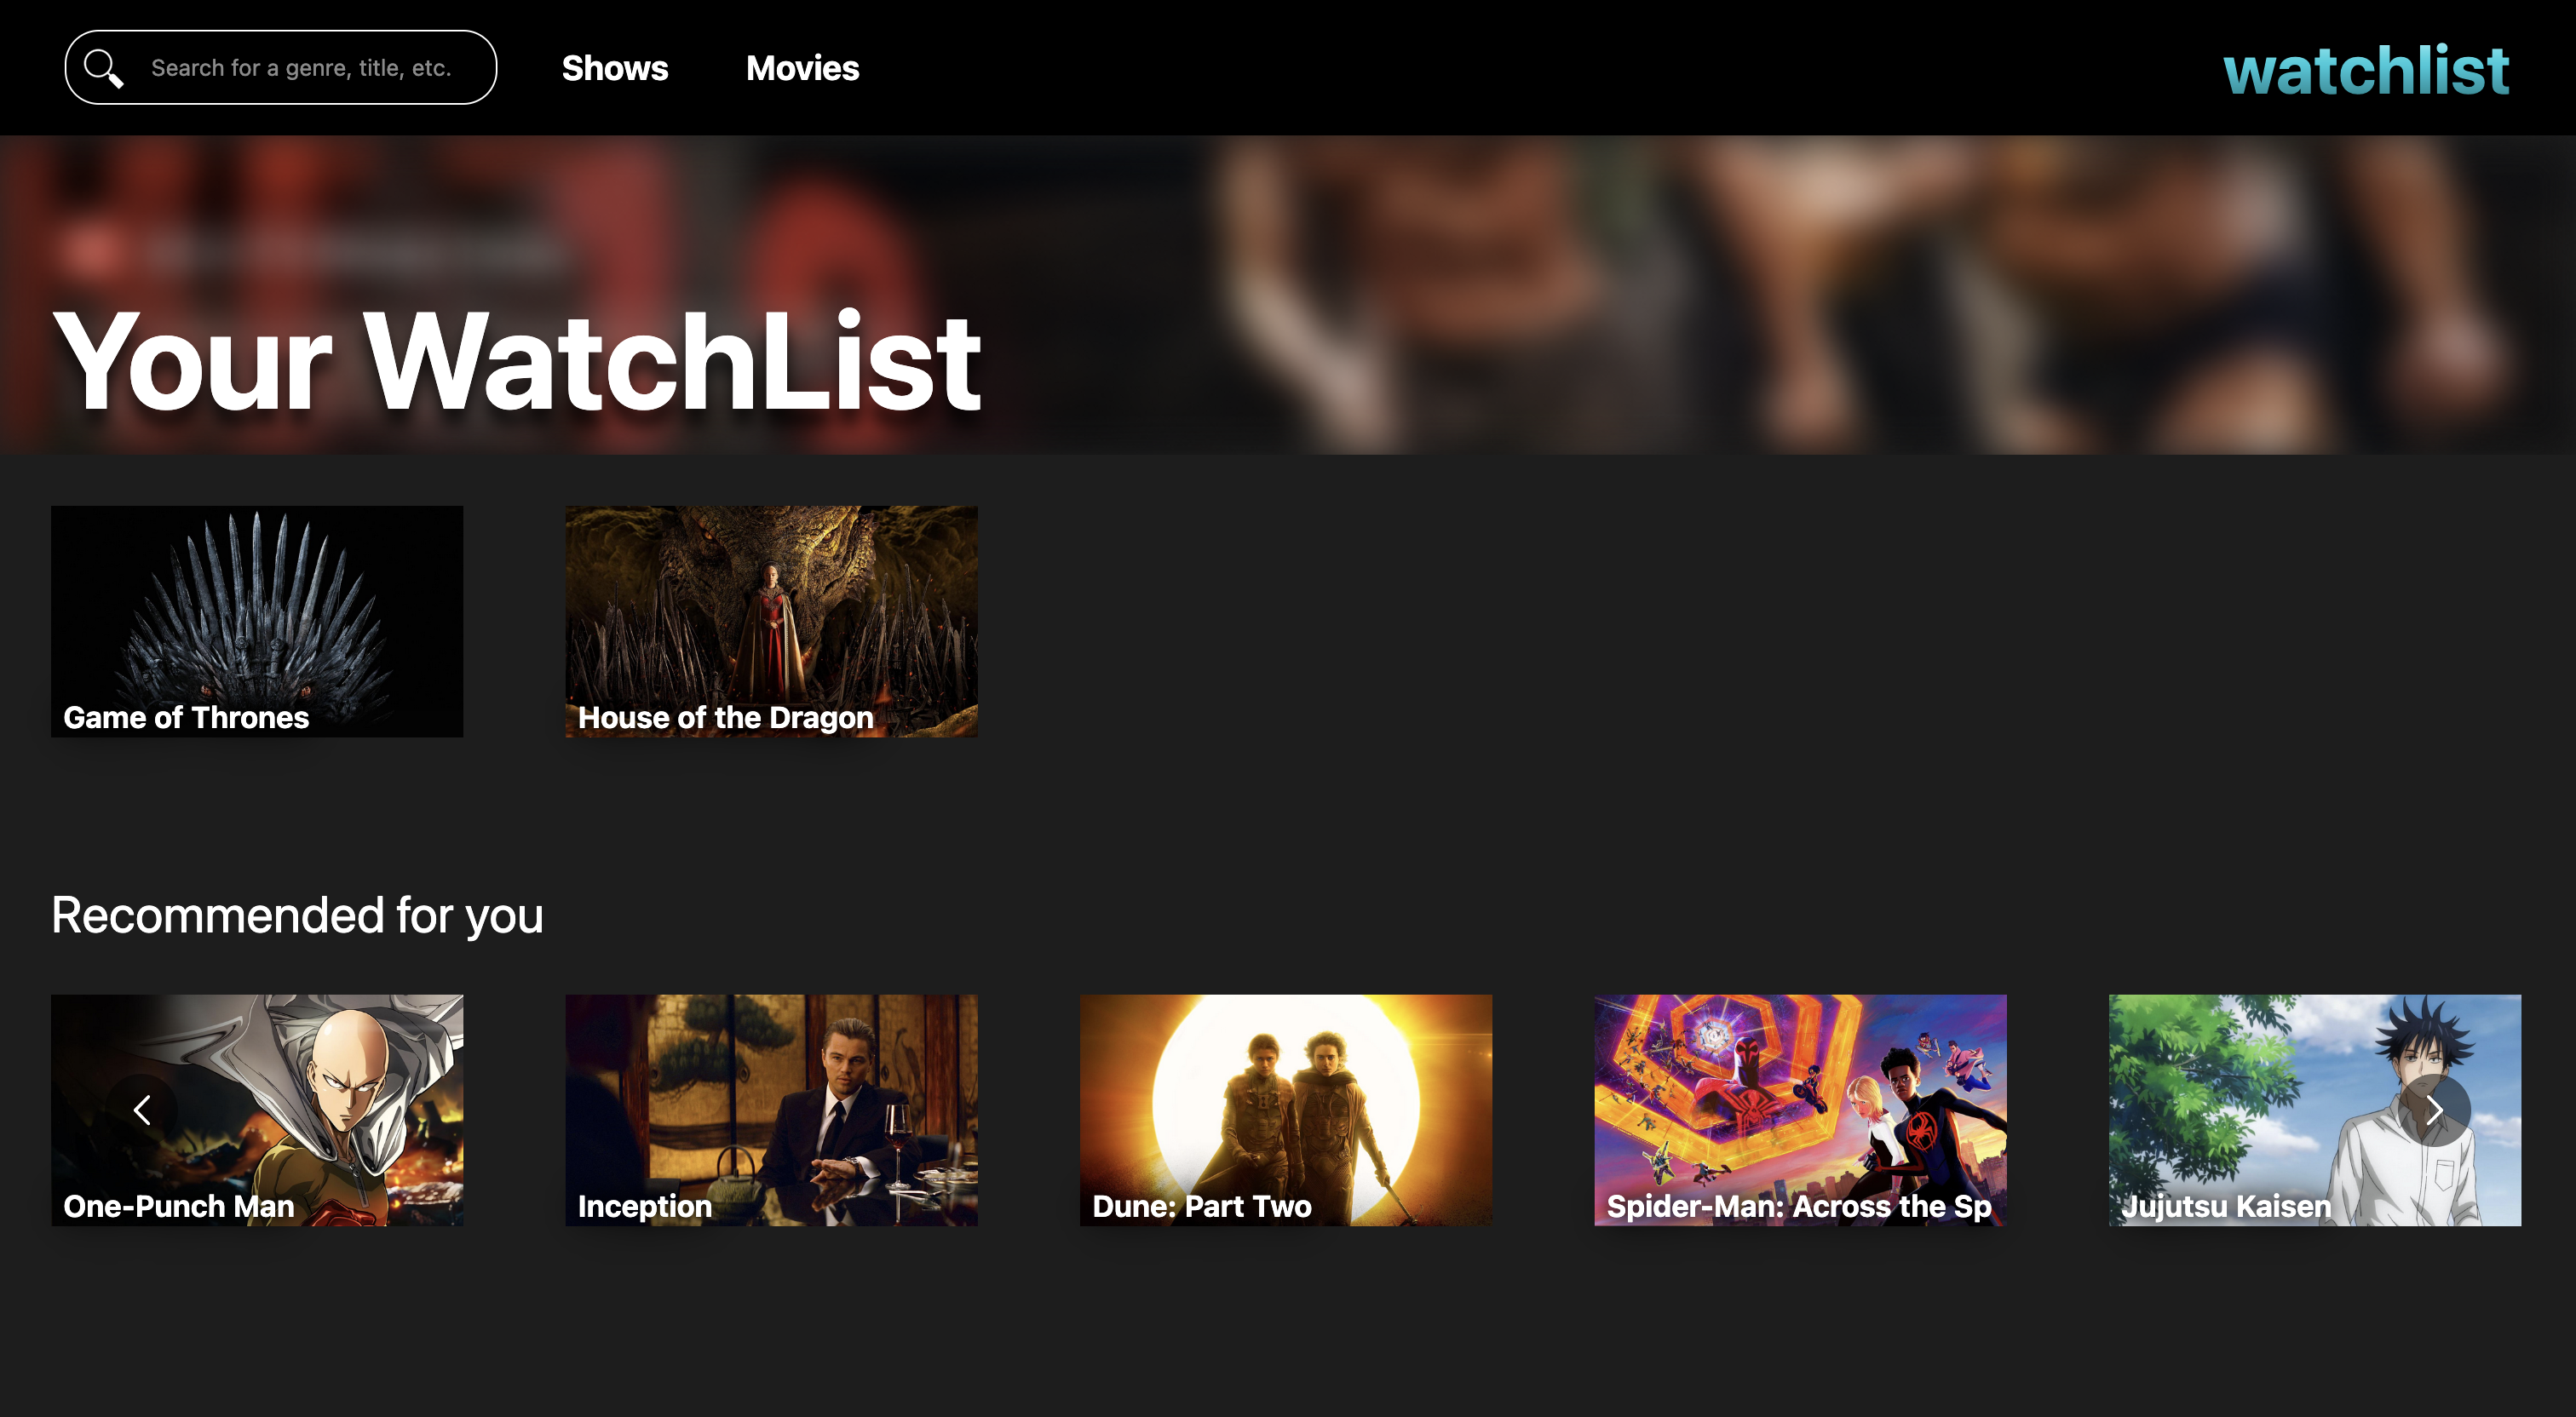 Search for a genre, title, etc.
Shows
Movies
watchlist
Your WatchList
Game of Thrones
House of the Dragon
Recommended for you
One-Punch Man
Inception
Dune: Part Two
Spider-Man: Across the Sp
Jujutsu Kaisen